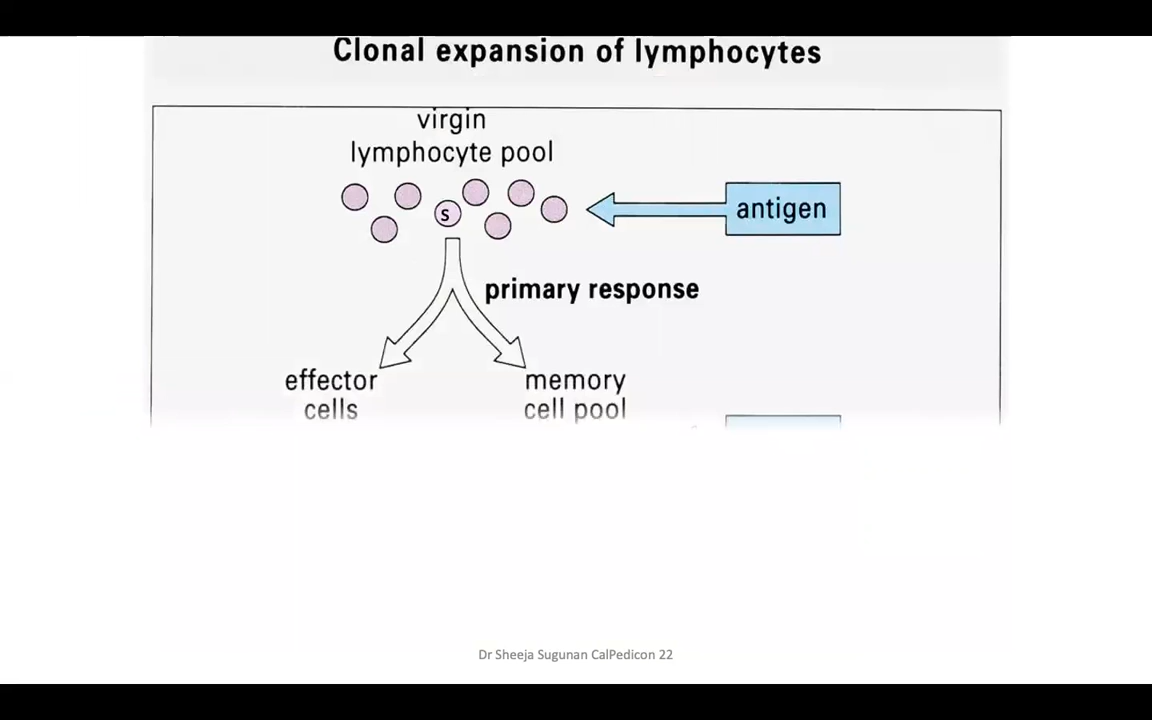 Clonal expansion of lymphocytes
virgin
lymphocyte pool
s
antigen
primary response
effector
cells
memory
cell pool
Dr Sheeja Sugunan CalPedicon 22